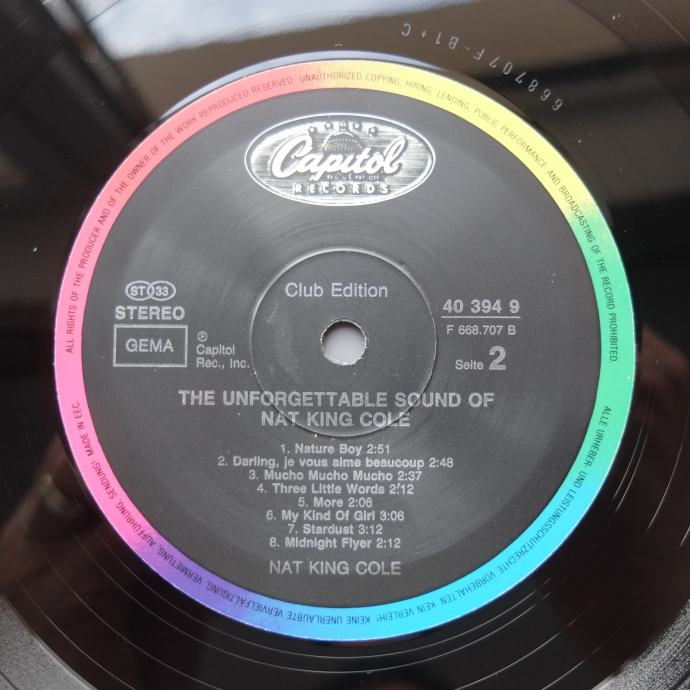 668707F-B1+C
ALL RIGHTS OF THE PRODUCER AND OF THE OWNER OF THE WORK REPRODUCED RESERVED. UNAUTHORIZED COPYING, HIRING, LENDING, PUBLIC PERFORMANCE AND BROADCASTING OF THE RECORD PROHIBITED.
Capitol
REG. U.S. PAT. OFF.
RECORDS
Club Edition
ST 33
STEREO
GEMA
℗
Capitol
Rec., Inc.
40 394 9
F 668.707 B
Seite 2
THE UNFORGETTABLE SOUND OF
NAT KING COLE
1. Nature Boy 2:51
2. Darling, je vous aime beaucoup 2:48
3. Mucho Mucho Mucho 2:37
4. Three Little Words 2:12
5. More 2:06
6. My Kind Of Girl 3:06
7. Stardust 3:12
8. Midnight Flyer 2:12
NAT KING COLE
ALLE URHEBER- UND LEISTUNGSSCHUTZRECHTE VORBEHALTEN KEIN VERLEIH! KEINE UNERLAUBTE VERVIELFÄLTIGUNG, VERMIETUNG, AUFFÜHRUNG, SENDUNG! MADE IN EEC.